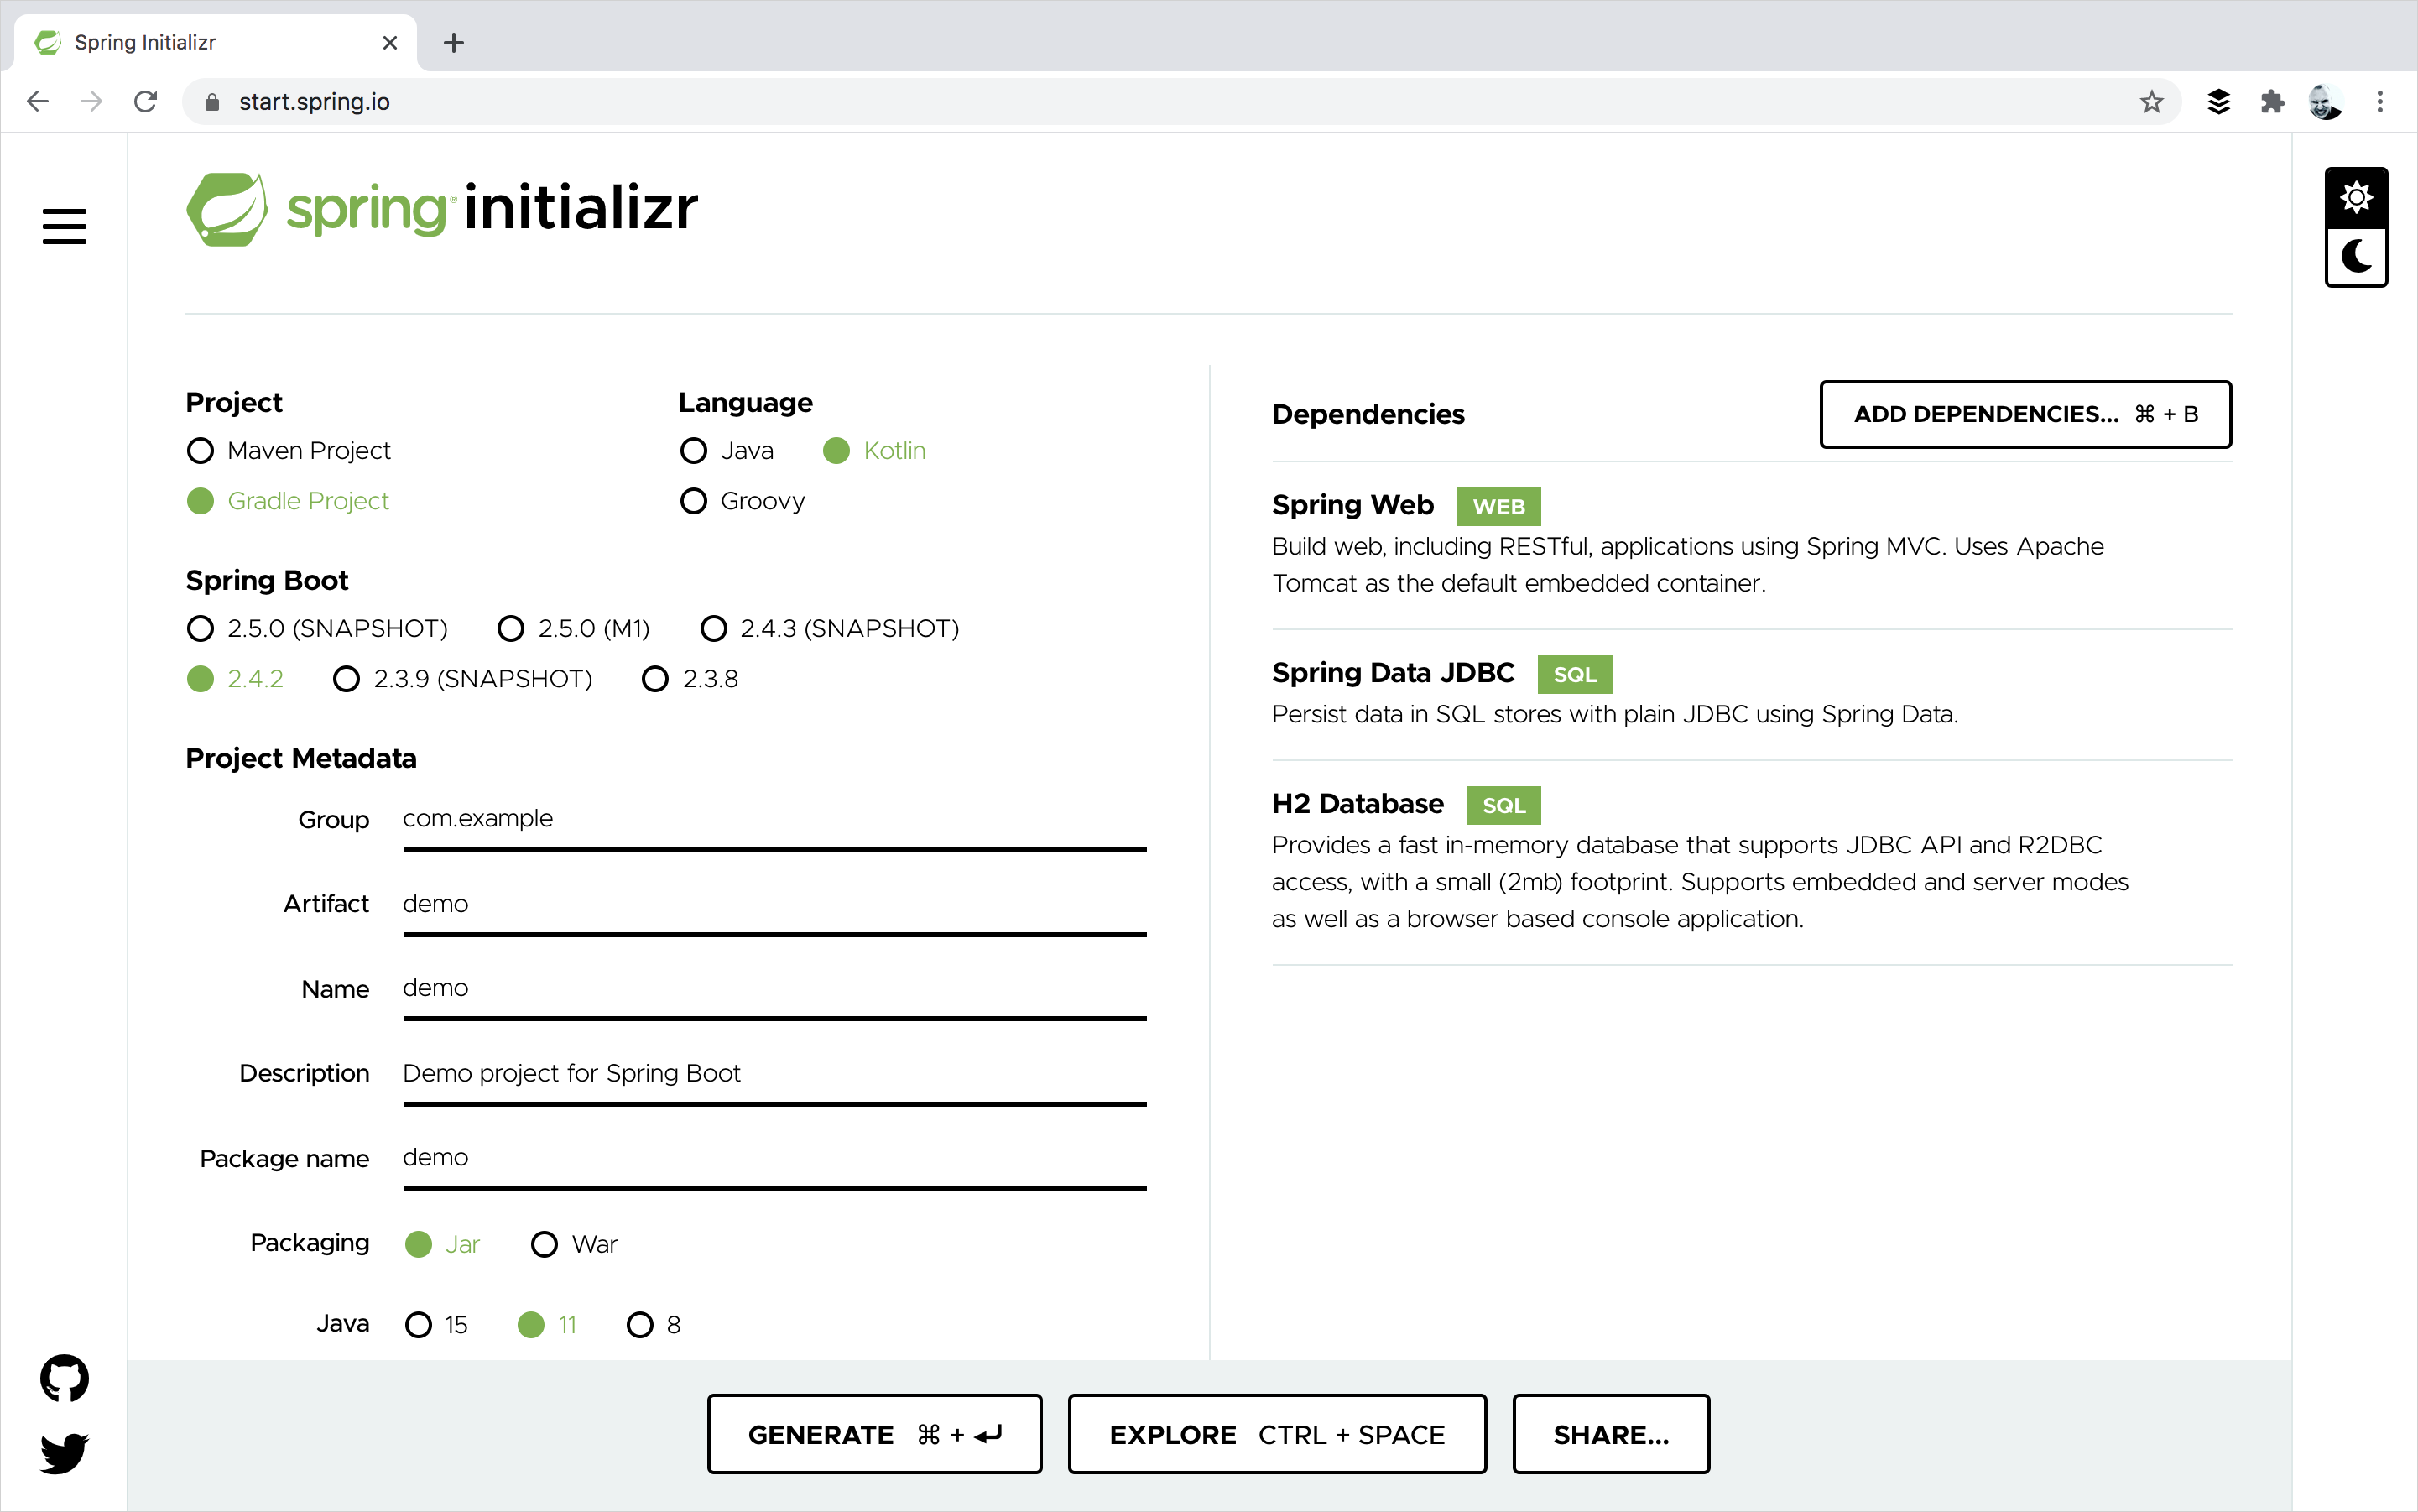 Spring Initializr
start.spring.io
spring® initializr
Project
Maven Project
Gradle Project
Language
Java Kotlin
Groovy
Spring Boot
2.5.0 (SNAPSHOT) 2.5.0 (M1) 2.4.3 (SNAPSHOT)
2.4.2 2.3.9 (SNAPSHOT) 2.3.8
Project Metadata
Group com.example
Artifact demo
Name demo
Description Demo project for Spring Boot
Package name demo
Packaging Jar War
Java 15 11 8
Dependencies
ADD DEPENDENCIES... ⌘ + B
Spring Web WEB
Build web, including RESTful, applications using Spring MVC. Uses Apache
Tomcat as the default embedded container.
Spring Data JDBC SQL
Persist data in SQL stores with plain JDBC using Spring Data.
H2 Database SQL
Provides a fast in-memory database that supports JDBC API and R2DBC
access, with a small (2mb) footprint. Supports embedded and server modes
as well as a browser based console application.
GENERATE ⌘ + ⏎
EXPLORE CTRL + SPACE
SHARE...